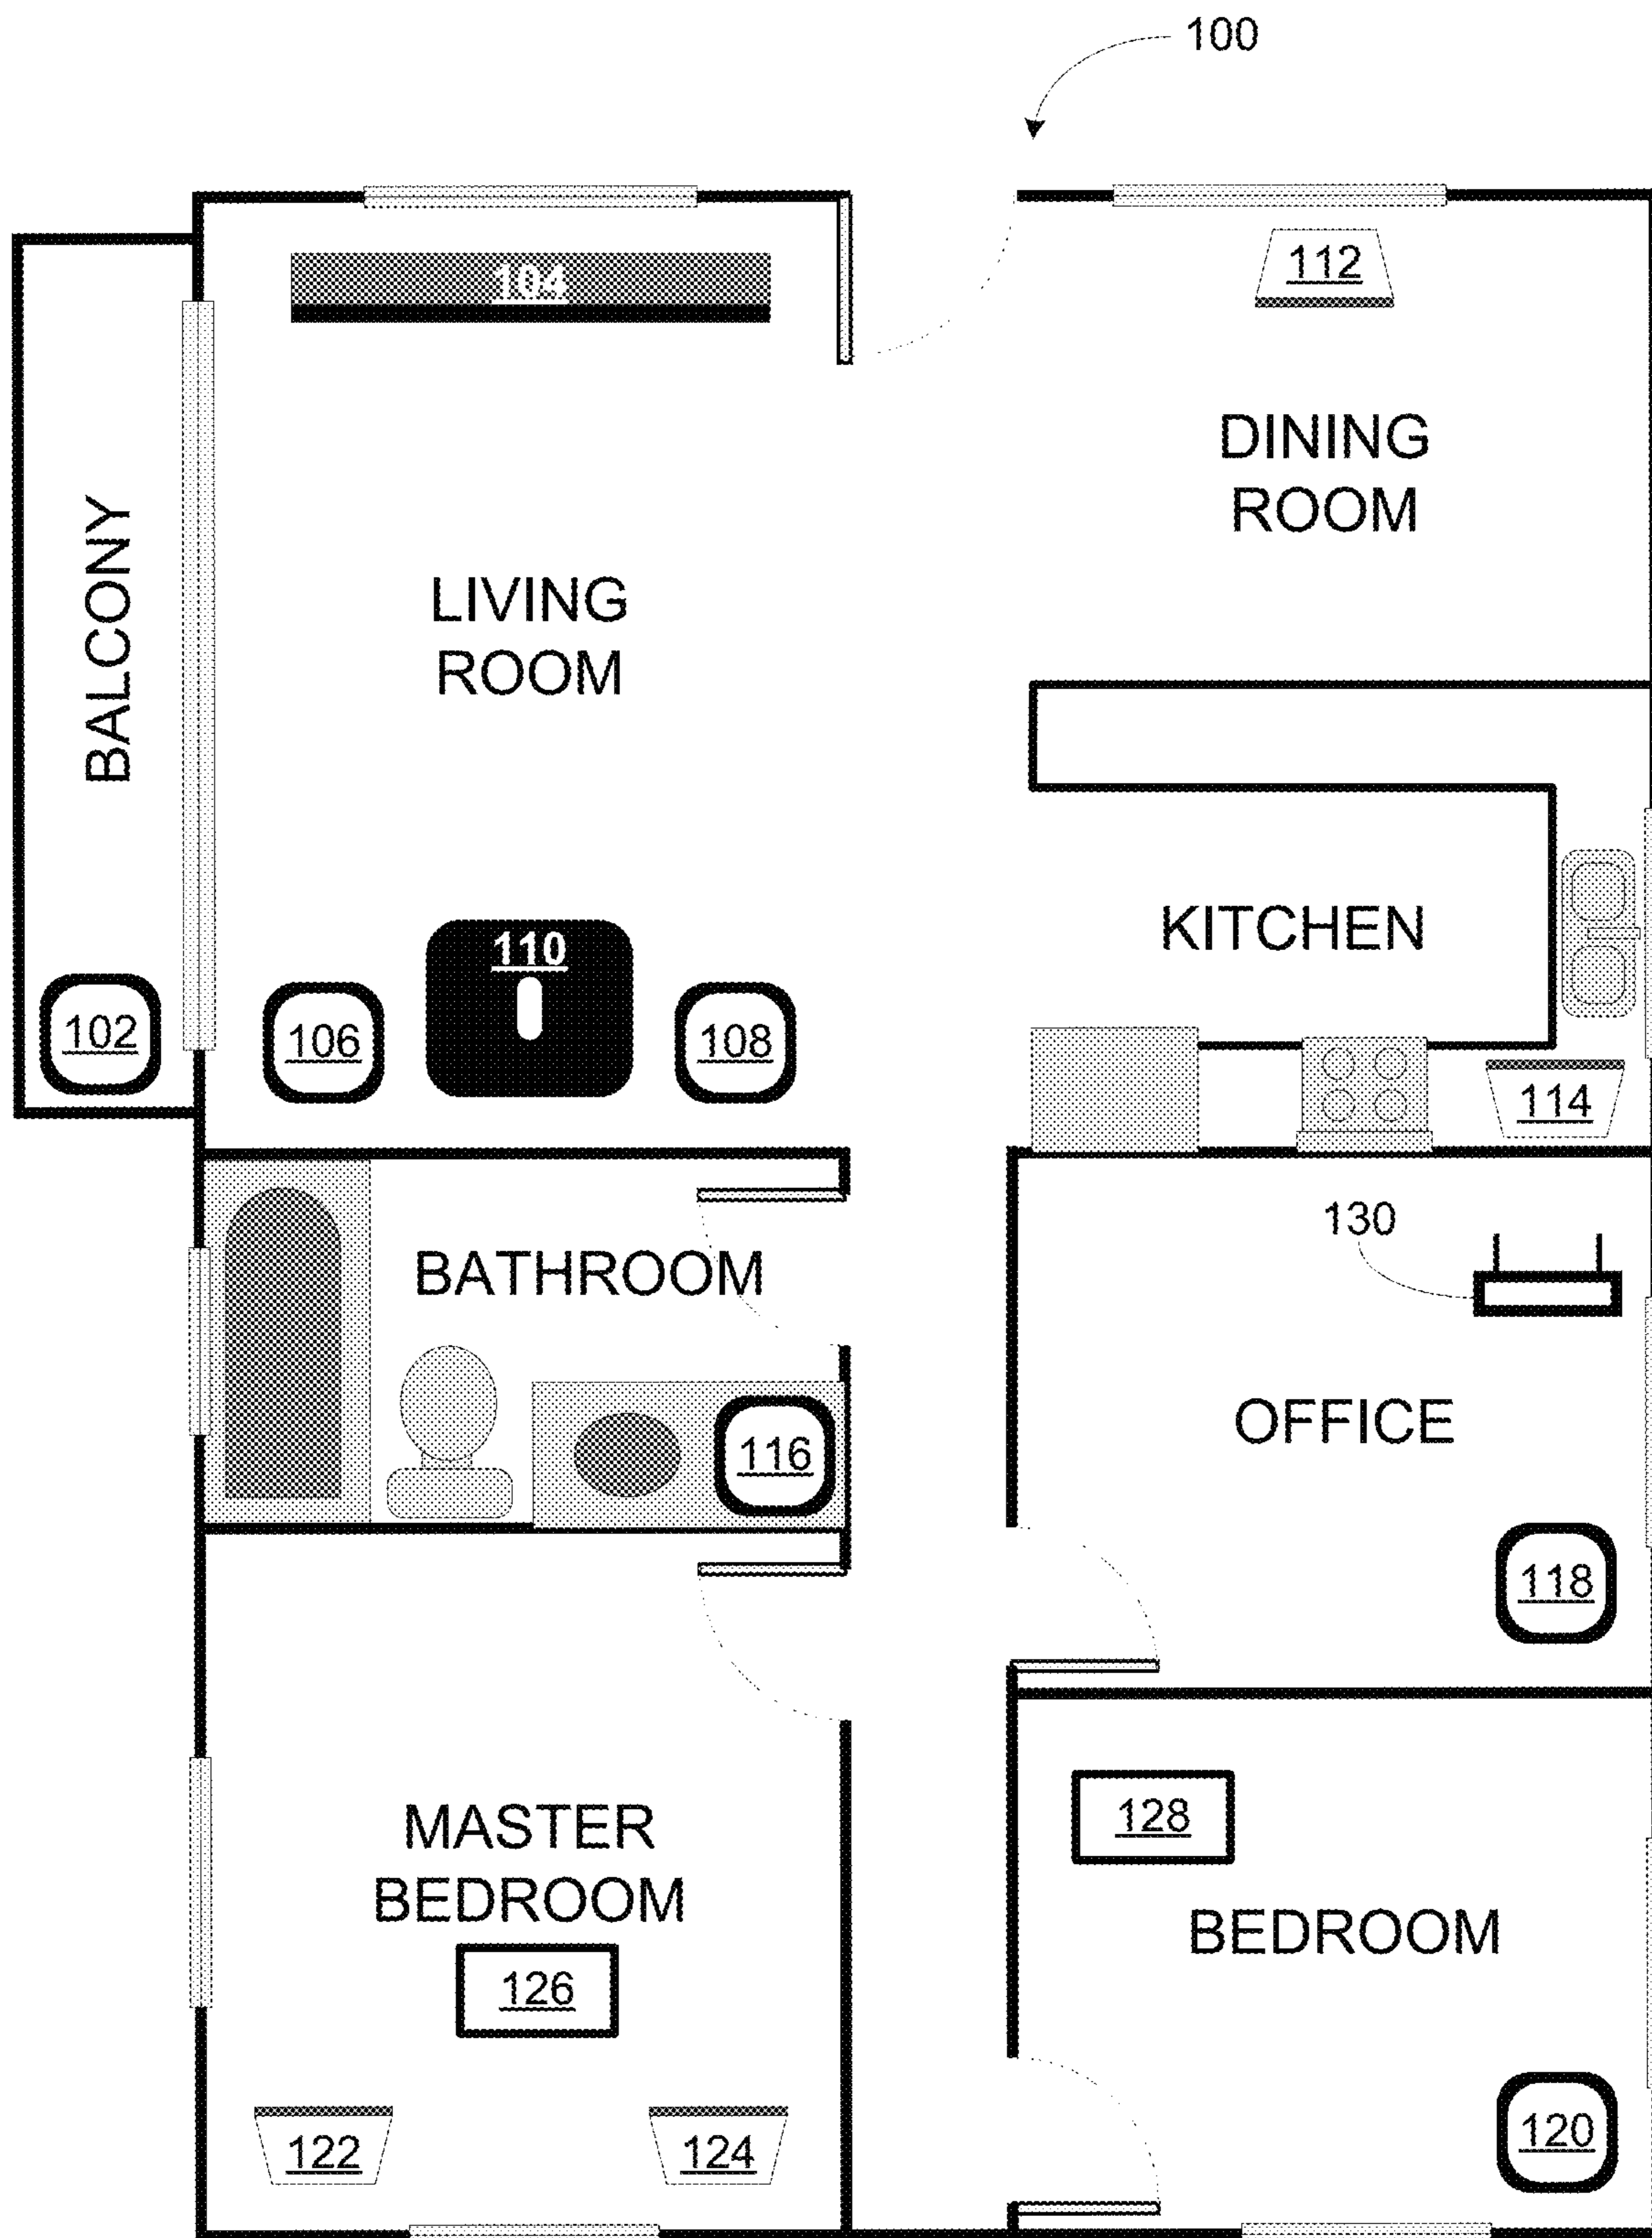 100
104
112
DINING
ROOM
BALCONY
LIVING
ROOM
KITCHEN
110
102
106
108
114
130
BATHROOM
OFFICE
116
118
128
MASTER
BEDROOM
BEDROOM
126
122
124
120